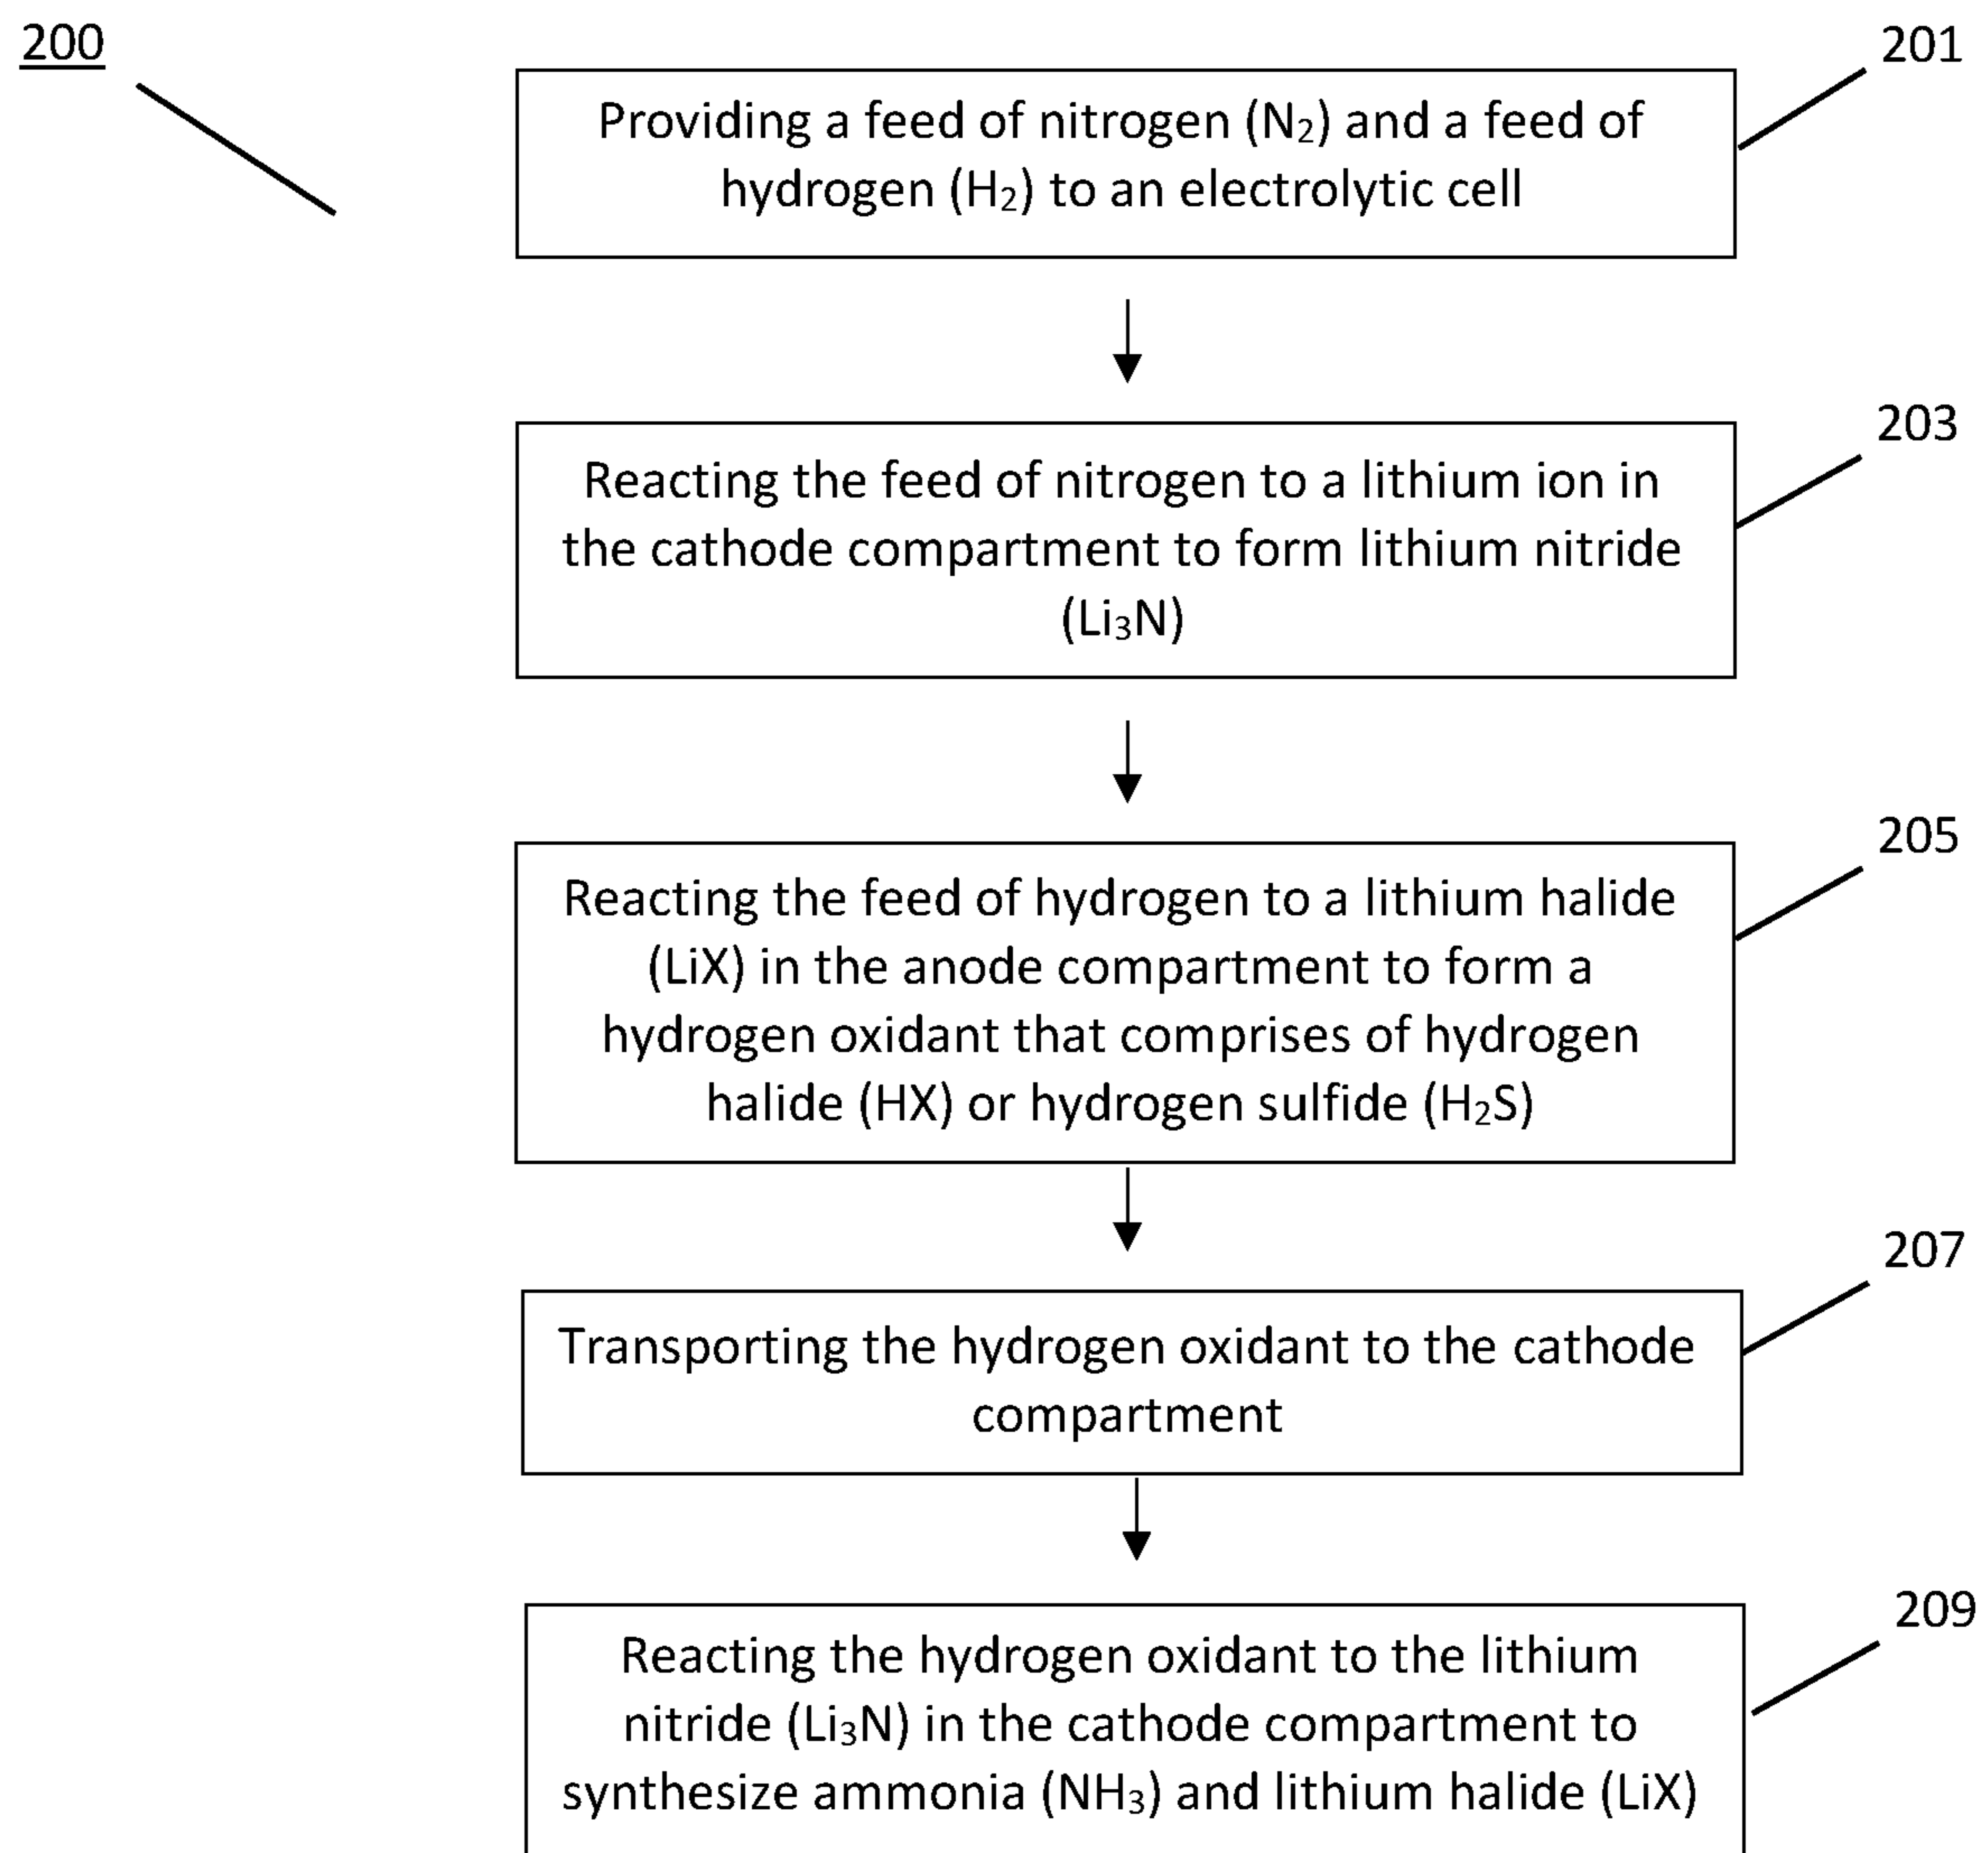 200
201
Providing a feed of nitrogen (N₂) and a feed of
hydrogen (H₂) to an electrolytic cell
203
Reacting the feed of nitrogen to a lithium ion in
the cathode compartment to form lithium nitride
(Li₃N)
205
Reacting the feed of hydrogen to a lithium halide
(LiX) in the anode compartment to form a
hydrogen oxidant that comprises of hydrogen
halide (HX) or hydrogen sulfide (H₂S)
207
Transporting the hydrogen oxidant to the cathode
compartment
209
Reacting the hydrogen oxidant to the lithium
nitride (Li₃N) in the cathode compartment to
synthesize ammonia (NH₃) and lithium halide (LiX)